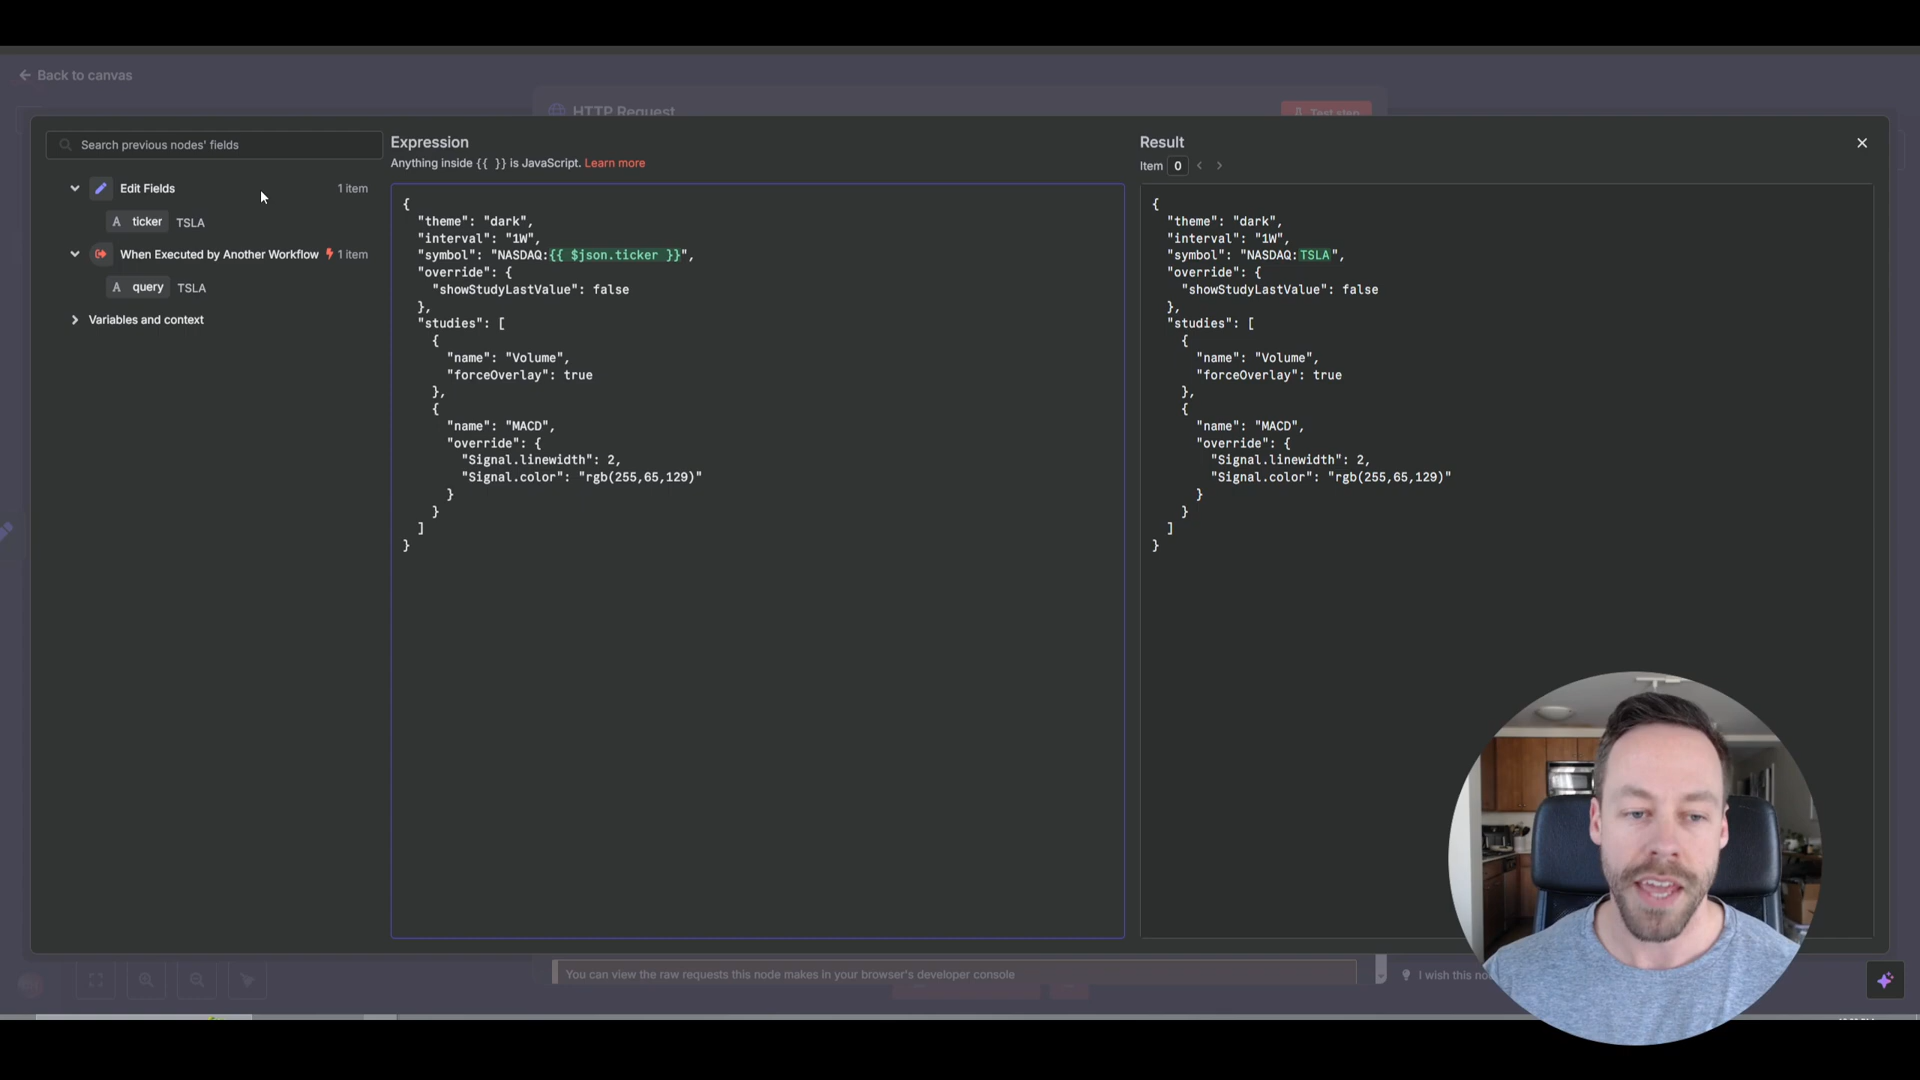 Back to canvas
HTTP Request
Test step
Search previous nodes' fields
Edit Fields
1 item
A ticker TSLA
When Executed by Another Workflow
1 item
A query TSLA
Variables and context
Expression
Anything inside {{ }} is JavaScript. Learn more
{
"theme": "dark",
"interval": "1W",
"symbol": "NASDAQ:{{ $json.ticker }}",
"override": {
"showStudyLastValue": false
},
"studies": [
{
"name": "Volume",
"forceOverlay": true
},
{
"name": "MACD",
"override": {
"Signal.linewidth": 2,
"Signal.color": "rgb(255,65,129)"
}
}
]
}
Result
Item 0
{
"theme": "dark",
"interval": "1W",
"symbol": "NASDAQ:TSLA",
"override": {
"showStudyLastValue": false
},
"studies": [
{
"name": "Volume",
"forceOverlay": true
},
{
"name": "MACD",
"override": {
"Signal.linewidth": 2,
"Signal.color": "rgb(255,65,129)"
}
}
]
}
You can view the raw requests this node makes in your browser's developer console
I wish this